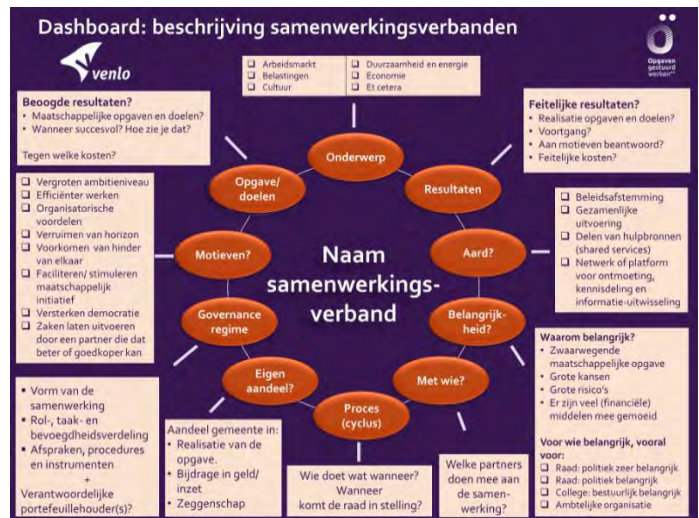 Dashboard: beschrijving samenwerkingsverbanden
venlo
Opgaven
gestuurd
werken
❑ Arbeidsmarkt
❑ Belastingen
❑ Cultuur
❑ Duurzaamheid en energie
❑ Economie
❑ Et cetera
Beoogde resultaten?
• Maatschappelijke opgaven en doelen?
• Wanneer succesvol? Hoe zie je dat?
Tegen welke kosten?
Feitelijke resultaten?
• Realisatie opgaven en doelen?
• Voortgang?
• Aan motieven beantwoord?
• Feitelijke kosten?
Onderwerp
Opgave/
doelen
Resultaten
❑ Vergroten ambitieniveau
❑ Efficiënter werken
❑ Organisatorische
voordelen
❑ Verruimen van horizon
❑ Voorkomen van hinder
van elkaar
❑ Faciliteren/ stimuleren
maatschappelijk
initiatief
❑ Versterken democratie
❑ Zaken laten uitvoeren
door een partner die dat
beter of goedkoper kan
Motieven?
Aard?
❑ Beleidsafstemming
❑ Gezamenlijke
uitvoering
❑ Delen van hulpbronnen
(shared services)
❑ Netwerk of platform
voor ontmoeting,
kennisdeling en
informatie-uitwisseling
Naam
samenwerkings-
verband
Governance
regime
Belangrijk-
heid?
Eigen
aandeel?
Met wie?
Proces
(cyclus)
Waarom belangrijk?
• Zwaarwegende
maatschappelijke opgave
• Grote kansen
• Grote risico's
• Er zijn veel (financiële)
middelen mee gemoeid
Voor wie belangrijk, vooral
voor:
❑ Raad: politiek zeer belangrijk
❑ Raad: politiek belangrijk
❑ College: bestuurlijk belangrijk
❑ Ambtelijke organisatie
▪ Vorm van de
samenwerking
▪ Rol-, taak- en
bevoegdheidsverdeling
▪ Afspraken, procedures
en instrumenten
+
Verantwoordelijke
portefeuillehouder(s)?
Aandeel gemeente in:
• Realisatie van de
opgave.
• Bijdrage in geld/
inzet
• Zeggenschap
Wie doet wat wanneer?
Wanneer
komt de raad in stelling?
Welke partners
doen mee aan
de samen-
werking?